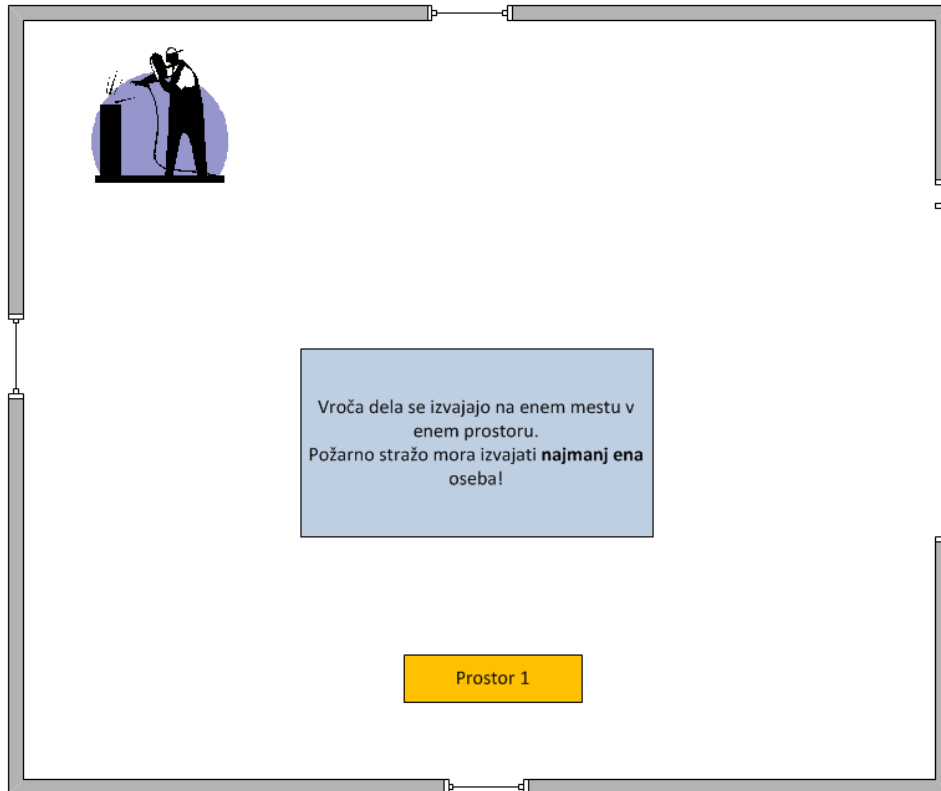 Vroča dela se izvajajo na enem mestu v
enem prostoru.
Požarno stražo mora izvajati najmanj ena
oseba!
Prostor 1